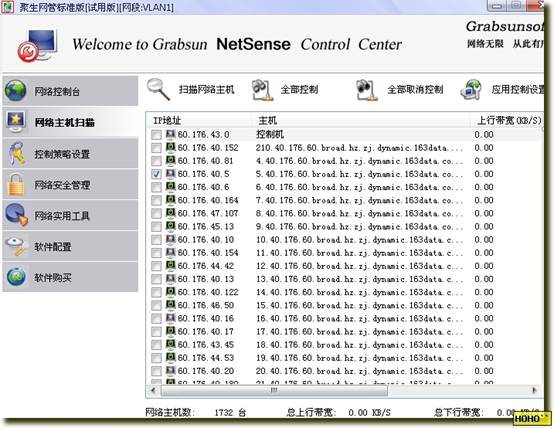 聚生网管标准版[试用版][网段:VLAN1]
Grabsunsoft
Welcome to Grabsun NetSense Control Center
网络无限 从此有
网络控制台
扫描网络主机 全部控制 全部取消控制 应用控制设置
网络主机扫描
控制策略设置
网络安全管理
网络实用工具
软件配置
软件购买
IP地址 主机 上行带宽(KB/S)
60.176.43.0 控制机 0.00
60.176.40.152 210.40.176.60.broad.hz.zj.dynamic.163data.... 0.00
60.176.40.81 4.40.176.60.broad.hz.zj.dynamic.163data.co... 0.00
60.176.40.5 5.40.176.60.broad.hz.zj.dynamic.163data.co... 0.00
60.176.40.6 6.40.176.60.broad.hz.zj.dynamic.163data.co... 0.00
60.176.40.164 7.40.176.60.broad.hz.zj.dynamic.163data.co... 0.00
60.176.47.107 8.40.176.60.broad.hz.zj.dynamic.163data.co... 0.00
60.176.45.13 9.40.176.60.broad.hz.zj.dynamic.163data.co... 0.00
60.176.40.10 10.40.176.60.broad.hz.zj.dynamic.163data.c... 0.00
60.176.40.154 11.40.176.60.broad.hz.zj.dynamic.163data.c... 0.00
60.176.44.42 12.40.176.60.broad.hz.zj.dynamic.163data.c... 0.00
60.176.40.13 13.40.176.60.broad.hz.zj.dynamic.163data.c... 0.00
60.176.40.122 14.40.176.60.broad.hz.zj.dynamic.163data.c... 0.00
60.176.46.50 15.40.176.60.broad.hz.zj.dynamic.163data.c... 0.00
60.176.40.16 16.40.176.60.broad.hz.zj.dynamic.163data.c... 0.00
60.176.40.17 17.40.176.60.broad.hz.zj.dynamic.163data.c... 0.00
60.176.43.45 18.40.176.60.broad.hz.zj.dynamic.163data.c... 0.00
60.176.44.53 19.40.176.60.broad.hz.zj.dynamic.163data.c... 0.00
60.176.40.20 20.40.176.60.broad.hz.zj.dynamic.163data.c... 0.00
网络主机数: 1732 台 总上行带宽: 0.00 KB/S 总下行带宽: 0.00 KB/S
HOHO